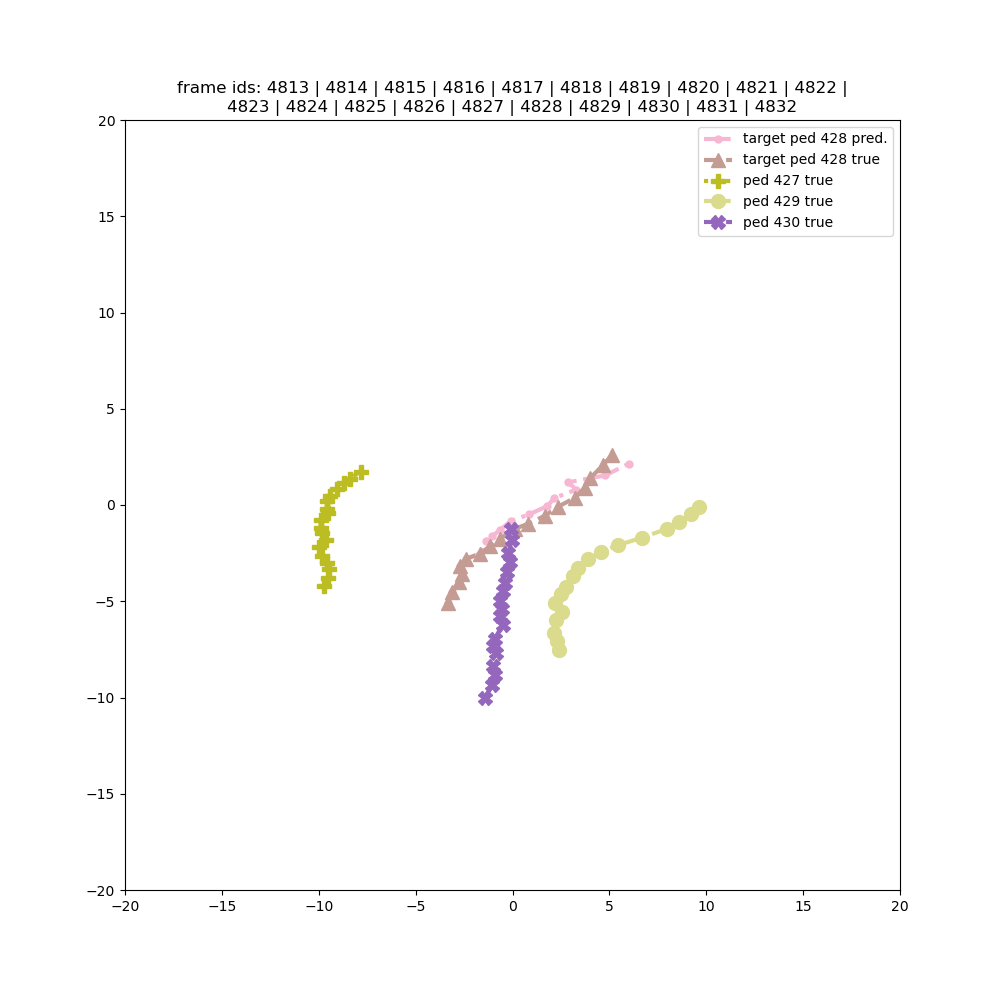 frame ids: 4813 | 4814 | 4815 | 4816 | 4817 | 4818 | 4819 | 4820 | 4821 | 4822 |
4823 | 4824 | 4825 | 4826 | 4827 | 4828 | 4829 | 4830 | 4831 | 4832
target ped 428 pred.
target ped 428 true
ped 427 true
ped 429 true
ped 430 true
20
15
10
5
0
−5
−10
−15
−20
−20 −15 −10 −5 0 5 10 15 20